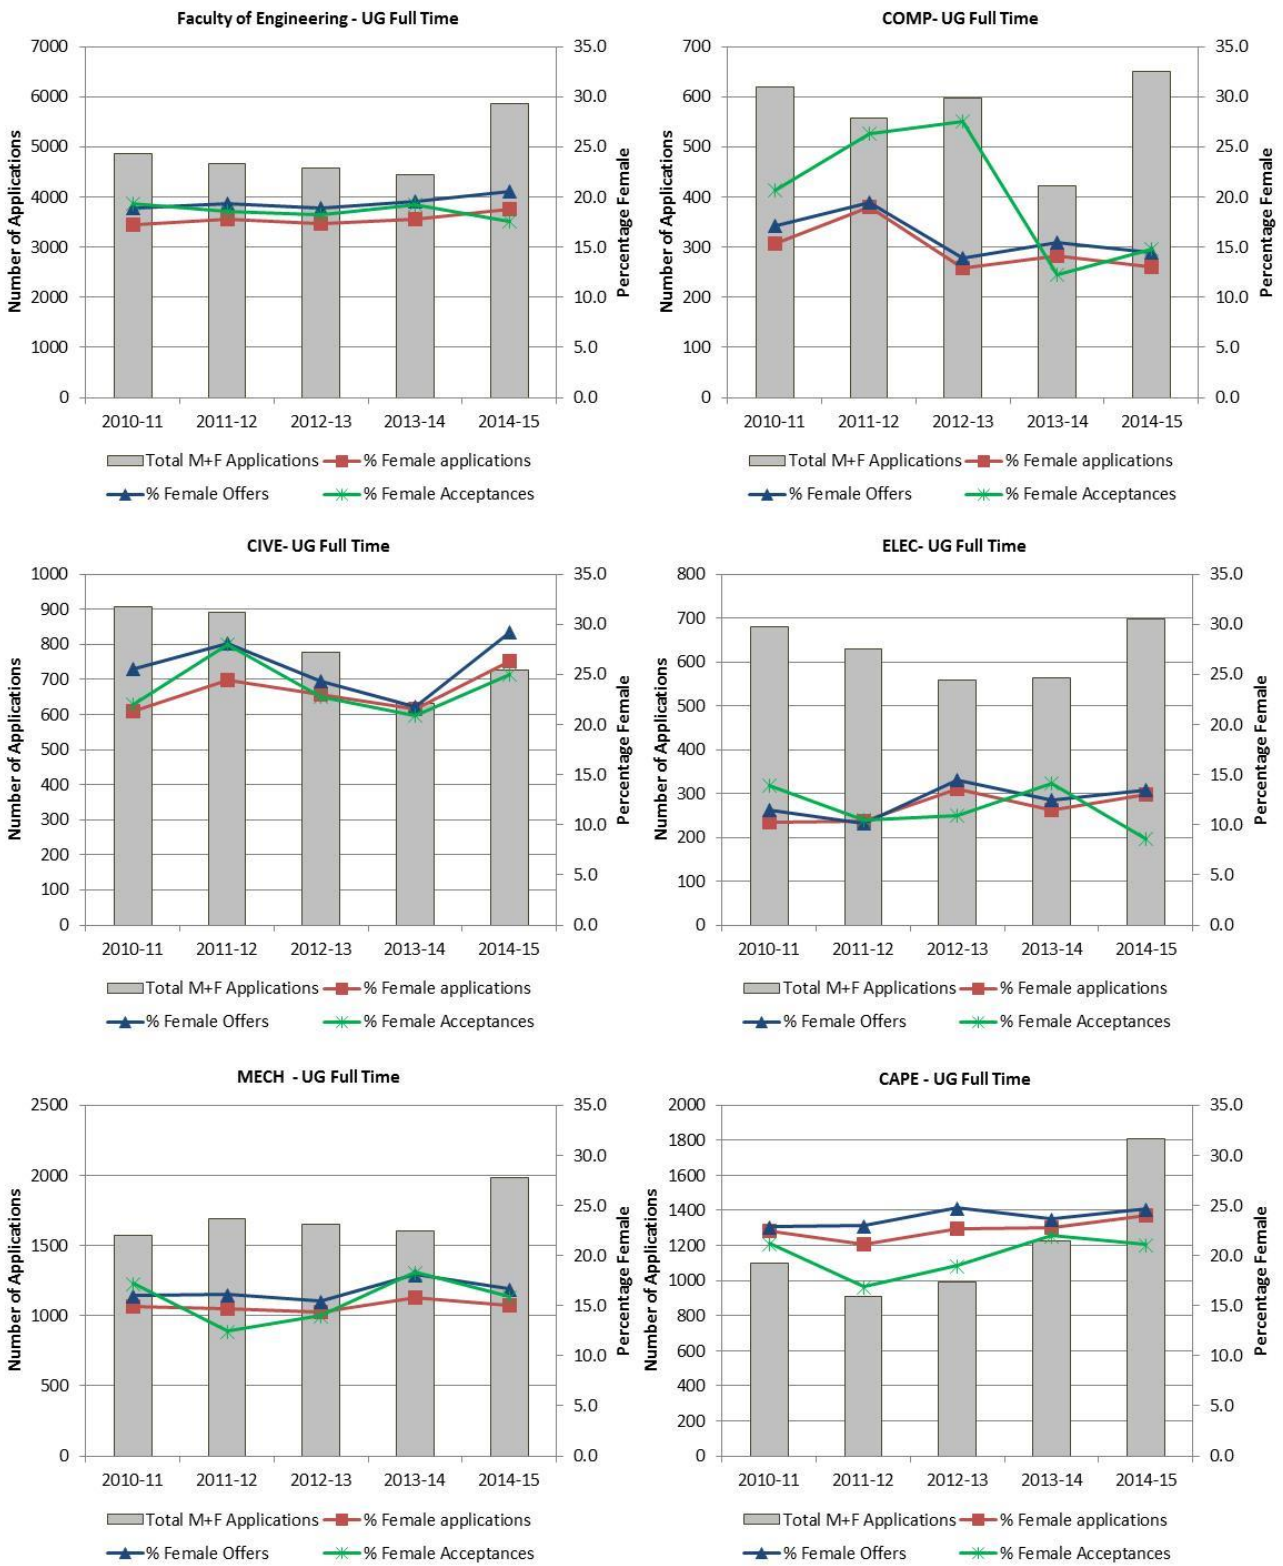 Faculty of Engineering - UG Full Time
7000
6000
5000
4000
3000
2000
1000
0
Number of Applications
35.0
30.0
25.0
20.0
15.0
10.0
5.0
0.0
Percentage Female
2010-11 2011-12 2012-13 2013-14 2014-15
Total M+F Applications % Female applications
% Female Offers % Female Acceptances
COMP- UG Full Time
700
600
500
400
300
200
100
0
Number of Applications
35.0
30.0
25.0
20.0
15.0
10.0
5.0
0.0
Percentage Female
2010-11 2011-12 2012-13 2013-14 2014-15
Total M+F Applications % Female applications
% Female Offers % Female Acceptances
CIVE- UG Full Time
1000
900
800
700
600
500
400
300
200
100
0
Number of Applications
35.0
30.0
25.0
20.0
15.0
10.0
5.0
0.0
Percentage Female
2010-11 2011-12 2012-13 2013-14 2014-15
Total M+F Applications % Female applications
% Female Offers % Female Acceptances
ELEC- UG Full Time
800
700
600
500
400
300
200
100
0
Number of Applications
35.0
30.0
25.0
20.0
15.0
10.0
5.0
0.0
Percentage Female
2010-11 2011-12 2012-13 2013-14 2014-15
Total M+F Applications % Female applications
% Female Offers % Female Acceptances
MECH - UG Full Time
2500
2000
1500
1000
500
0
Number of Applications
35.0
30.0
25.0
20.0
15.0
10.0
5.0
0.0
Percentage Female
2010-11 2011-12 2012-13 2013-14 2014-15
Total M+F Applications % Female applications
% Female Offers % Female Acceptances
CAPE - UG Full Time
2000
1800
1600
1400
1200
1000
800
600
400
200
0
Number of Applications
35.0
30.0
25.0
20.0
15.0
10.0
5.0
0.0
Percentage Female
2010-11 2011-12 2012-13 2013-14 2014-15
Total M+F Applications % Female applications
% Female Offers % Female Acceptances